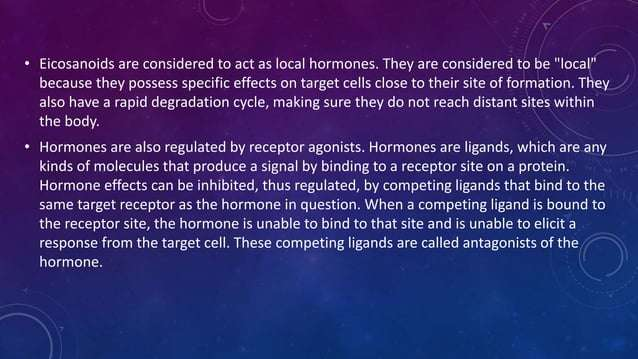 • Eicosanoids are considered to act as local hormones. They are considered to be "local"
because they possess specific effects on target cells close to their site of formation. They
also have a rapid degradation cycle, making sure they do not reach distant sites within
the body.
• Hormones are also regulated by receptor agonists. Hormones are ligands, which are any
kinds of molecules that produce a signal by binding to a receptor site on a protein.
Hormone effects can be inhibited, thus regulated, by competing ligands that bind to the
same target receptor as the hormone in question. When a competing ligand is bound to
the receptor site, the hormone is unable to bind to that site and is unable to elicit a
response from the target cell. These competing ligands are called antagonists of the
hormone.